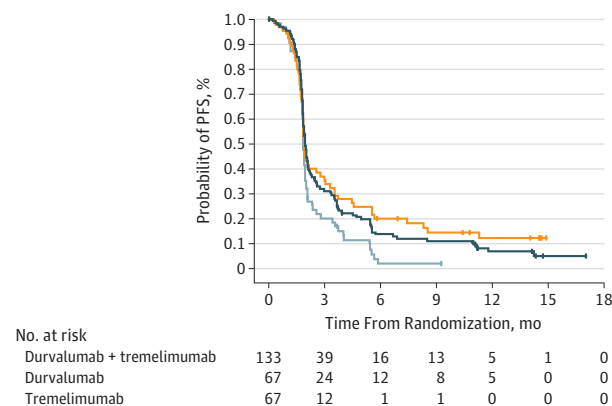 1.0
0.9
0.8
0.7
0.6
0.5
0.4
0.3
0.2
0.1
0
Probability of PFS, %
0 3 6 9 12 15 18
Time From Randomization, mo
No. at risk
Durvalumab + tremelimumab 133 39 16 13 5 1 0
Durvalumab 67 24 12 8 5 0 0
Tremelimumab 67 12 1 1 0 0 0